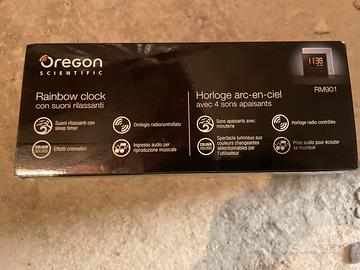 Oregon
SCIENTIFIC
Rainbow clock
con suoni rilassanti
Suoni rilassanti con
sleep timer
Orologio radiocontrollato
Effetti cromatici
Ingresso audio per
riproduzione musicale
Horloge arc-en-ciel
avec 4 sons apaisants
Sons apaisants avec
minuterie
Horloge radio contrôlée
Spectacle lumineux aux
couleurs changeantes
sélectionnables par
l'utilisateur
Prise audio pour écouter
sa musique
RM901